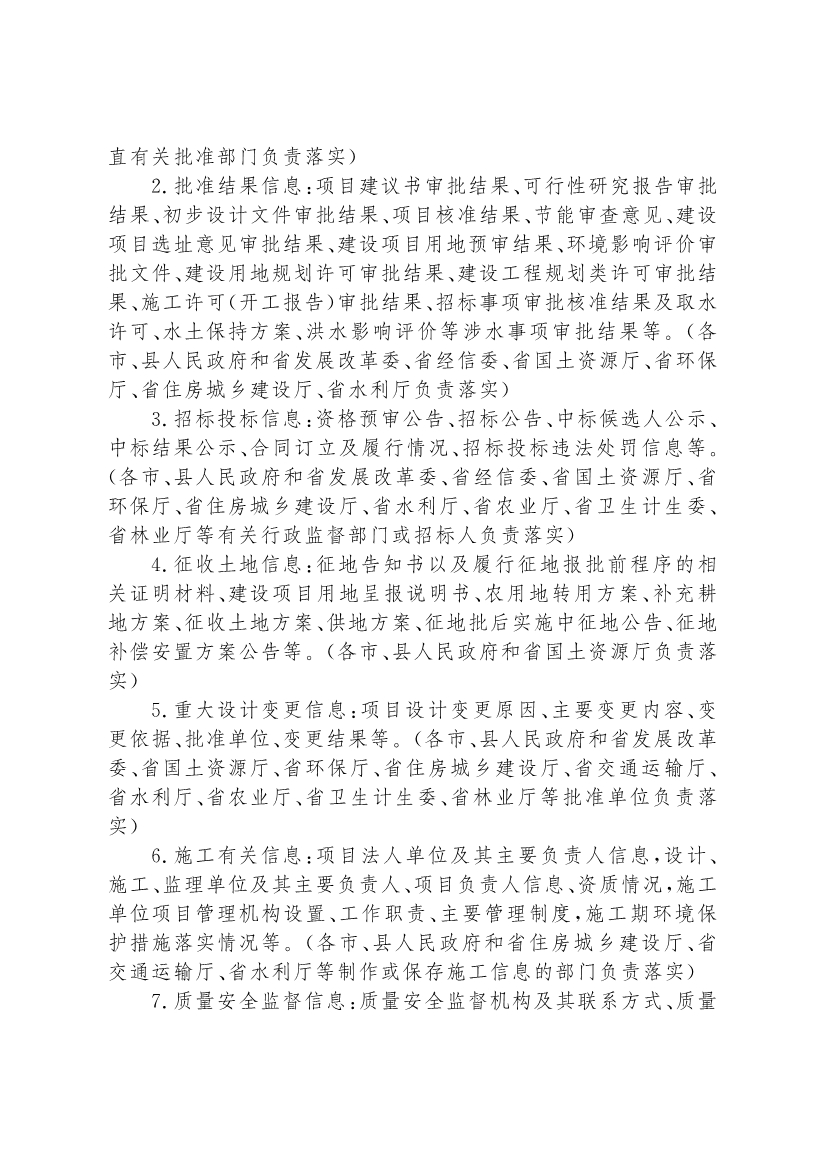 直有关批准部门负责落实)
2.批准结果信息:项目建议书审批结果、可行性研究报告审批
结果、初步设计文件审批结果、项目核准结果、节能审查意见、建设
项目选址意见审批结果、建设项目用地预审结果、环境影响评价审
批文件、建设用地规划许可审批结果、建设工程规划类许可审批结
果、施工许可(开工报告)审批结果、招标事项审批核准结果及取水
许可、水土保持方案、洪水影响评价等涉水事项审批结果等。(各
市、县人民政府和省发展改革委、省经信委、省国土资源厅、省环保
厅、省住房城乡建设厅、省水利厅负责落实)
3.招标投标信息:资格预审公告、招标公告、中标候选人公示、
中标结果公示、合同订立及履行情况、招标投标违法处罚信息等。
(各市、县人民政府和省发展改革委、省经信委、省国土资源厅、省
环保厅、省住房城乡建设厅、省水利厅、省农业厅、省卫生计生委、
省林业厅等有关行政监督部门或招标人负责落实)
4.征收土地信息:征地告知书以及履行征地报批前程序的相
关证明材料、建设项目用地呈报说明书、农用地转用方案、补充耕
地方案、征收土地方案、供地方案、征地批后实施中征地公告、征地
补偿安置方案公告等。(各市、县人民政府和省国土资源厅负责落
实)
5.重大设计变更信息:项目设计变更原因、主要变更内容、变
更依据、批准单位、变更结果等。(各市、县人民政府和省发展改革
委、省国土资源厅、省环保厅、省住房城乡建设厅、省交通运输厅、
省水利厅、省农业厅、省卫生计生委、省林业厅等批准单位负责落
实)
6.施工有关信息:项目法人单位及其主要负责人信息,设计、
施工、监理单位及其主要负责人、项目负责人信息、资质情况,施工
单位项目管理机构设置、工作职责、主要管理制度,施工期环境保
护措施落实情况等。(各市、县人民政府和省住房城乡建设厅、省
交通运输厅、省水利厅等制作或保存施工信息的部门负责落实)
7.质量安全监督信息:质量安全监督机构及其联系方式、质量